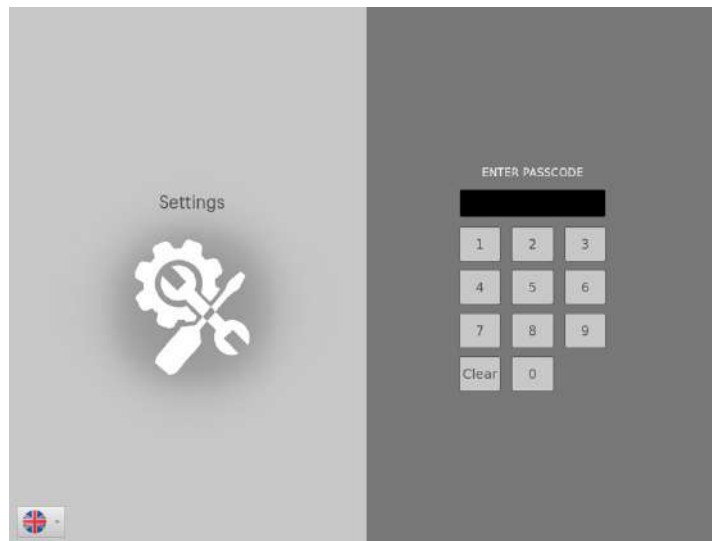 Settings
ENTER PASSCODE
1 2 3
4 5 6
7 8 9
Clear 0